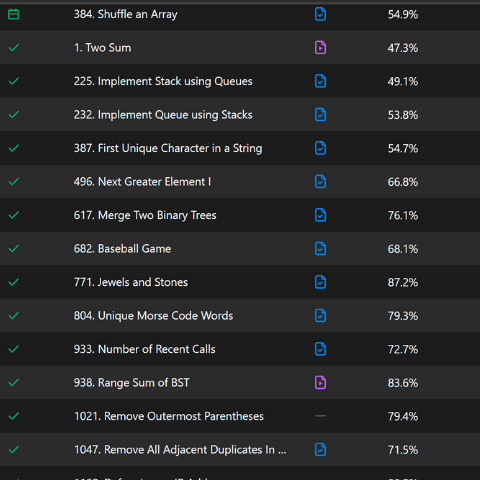 384. Shuffle an Array 54.9%
1. Two Sum 47.3%
225. Implement Stack using Queues 49.1%
232. Implement Queue using Stacks 53.8%
387. First Unique Character in a String 54.7%
496. Next Greater Element I 66.8%
617. Merge Two Binary Trees 76.1%
682. Baseball Game 68.1%
771. Jewels and Stones 87.2%
804. Unique Morse Code Words 79.3%
933. Number of Recent Calls 72.7%
938. Range Sum of BST 83.6%
1021. Remove Outermost Parentheses 79.4%
1047. Remove All Adjacent Duplicates In ... 71.5%